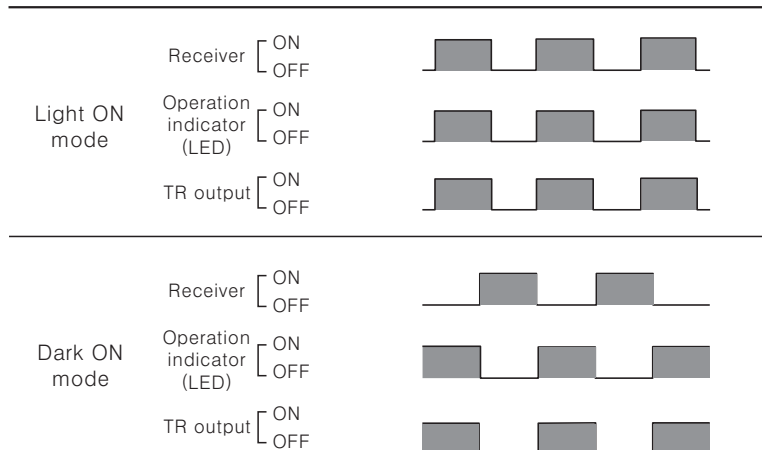 Light ON
mode
Receiver
ON
OFF
Operation
indicator
(LED)
ON
OFF
TR output
ON
OFF
Dark ON
mode
Receiver
ON
OFF
Operation
indicator
(LED)
ON
OFF
TR output
ON
OFF